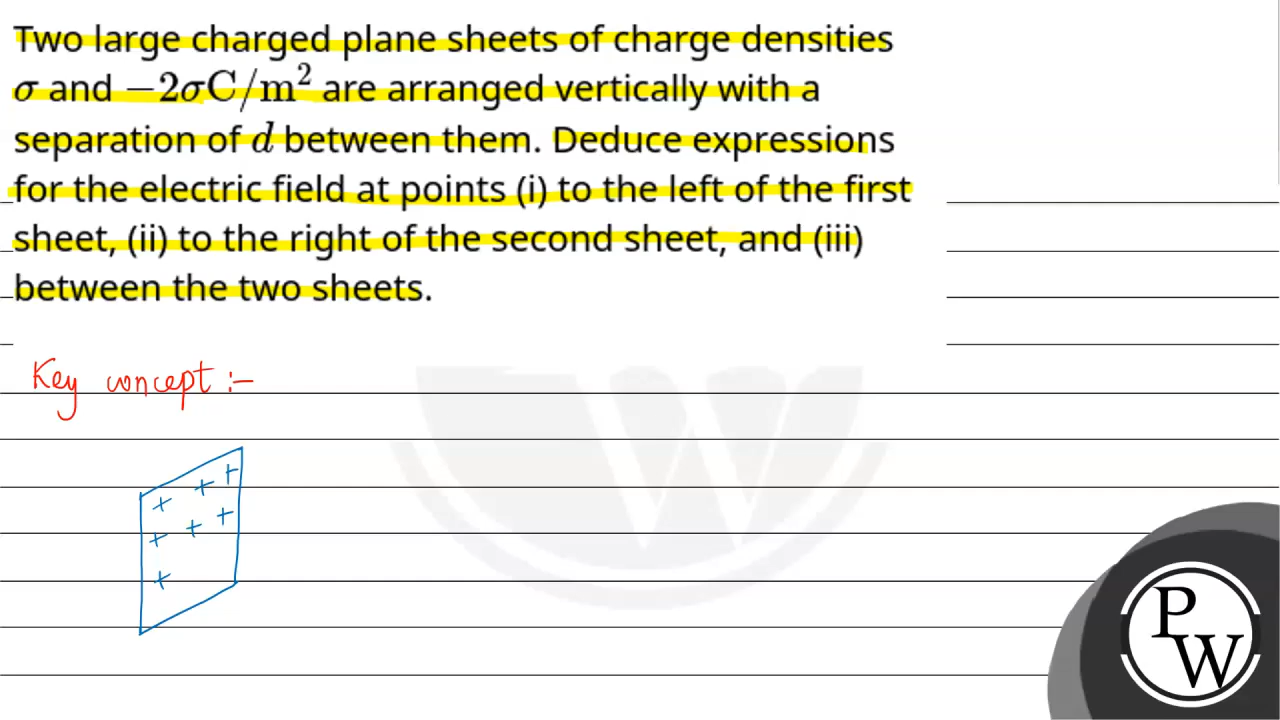 Two large charged plane sheets of charge densities
σ and −2σC/m² are arranged vertically with a
separation of d between them. Deduce expressions
for the electric field at points (i) to the left of the first
sheet, (ii) to the right of the second sheet, and (iii)
between the two sheets.
Key concept :-
+ + +
+ + +
+
P
W